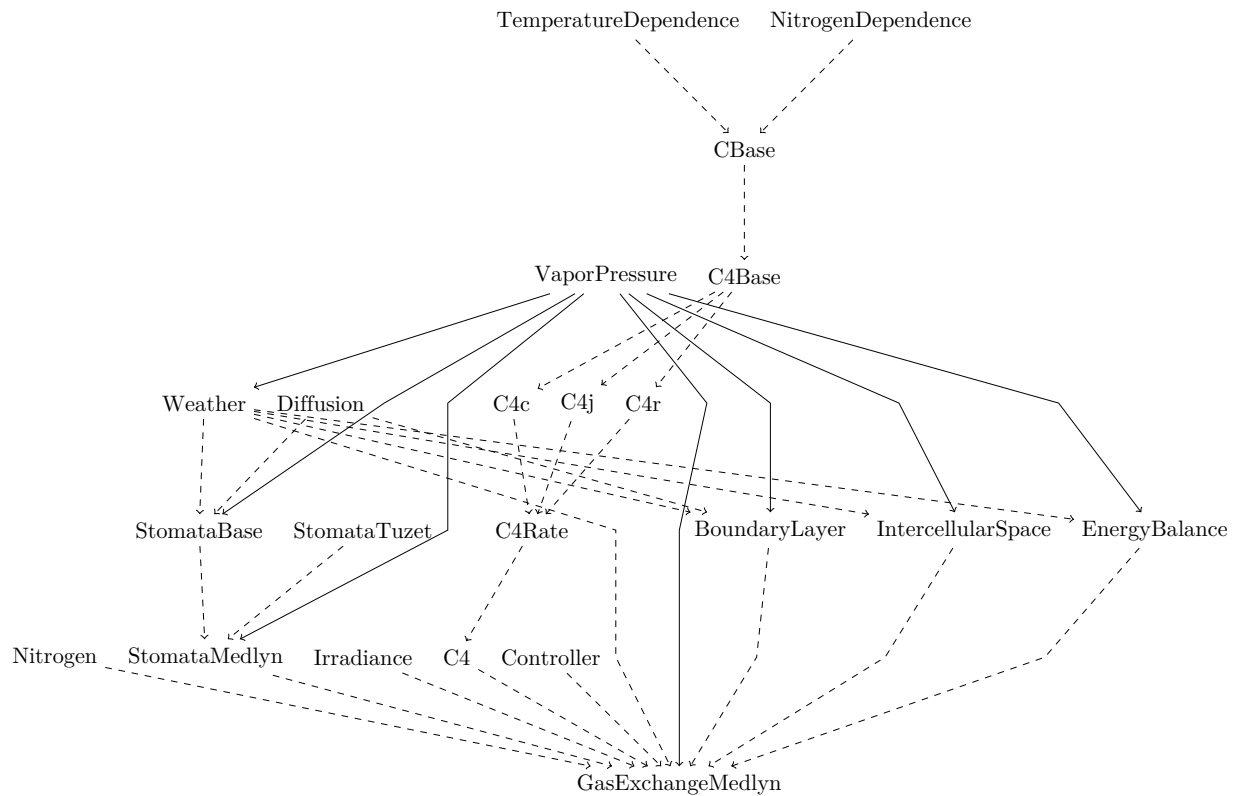 TemperatureDependence NitrogenDependence
CBase
VaporPressure C4Base
Weather Diffusion C4c C4j C4r
StomataBase StomataTuzet C4Rate BoundaryLayer IntercellularSpace EnergyBalance
Nitrogen StomataMedlyn Irradiance C4 Controller
GasExchangeMedlyn